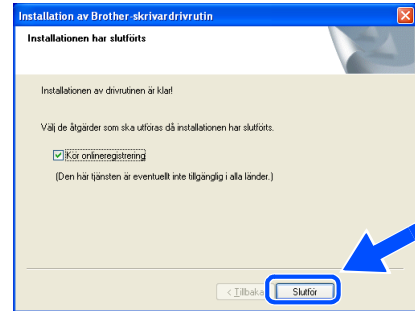 Installation av Brother-skrivardrivrutin
Installationen har slutförts
Installationen av drivrutinen är klar!
Välj de åtgärder som ska utföras då installationen har slutförts.
Kör onlineregistrering
(Den här tjänsten är eventuellt inte tillgänglig i alla länder.)
< Tillbaka
Slutför